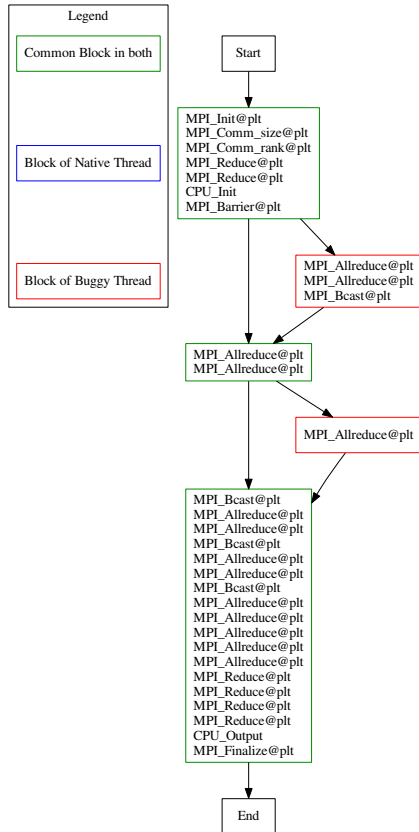 Legend
Common Block in both
Block of Native Thread
Block of Buggy Thread
Start
MPI_Init@plt
MPI_Comm_size@plt
MPI_Comm_rank@plt
MPI_Reduce@plt
MPI_Reduce@plt
CPU_Init
MPI_Barrier@plt
MPI_Allreduce@plt
MPI_Allreduce@plt
MPI_Bcast@plt
MPI_Allreduce@plt
MPI_Allreduce@plt
MPI_Allreduce@plt
MPI_Bcast@plt
MPI_Allreduce@plt
MPI_Allreduce@plt
MPI_Bcast@plt
MPI_Allreduce@plt
MPI_Allreduce@plt
MPI_Bcast@plt
MPI_Allreduce@plt
MPI_Allreduce@plt
MPI_Allreduce@plt
MPI_Allreduce@plt
MPI_Allreduce@plt
MPI_Reduce@plt
MPI_Reduce@plt
MPI_Reduce@plt
MPI_Reduce@plt
CPU_Output
MPI_Finalize@plt
End